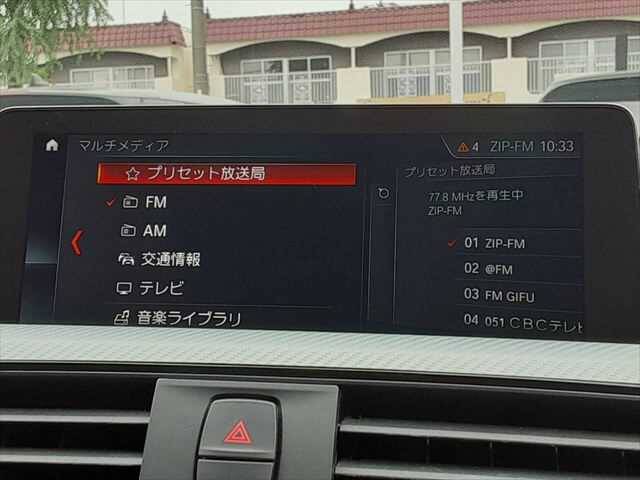 マルチメディア
4 ZIP-FM 10:33
プリセット放送局
FM
AM
交通情報
テレビ
音楽ライブラリ
プリセット放送局
77.8 MHzを再生中
ZIP-FM
01 ZIP-FM
02 @FM
03 FM GIFU
04 051 CBCテレビ